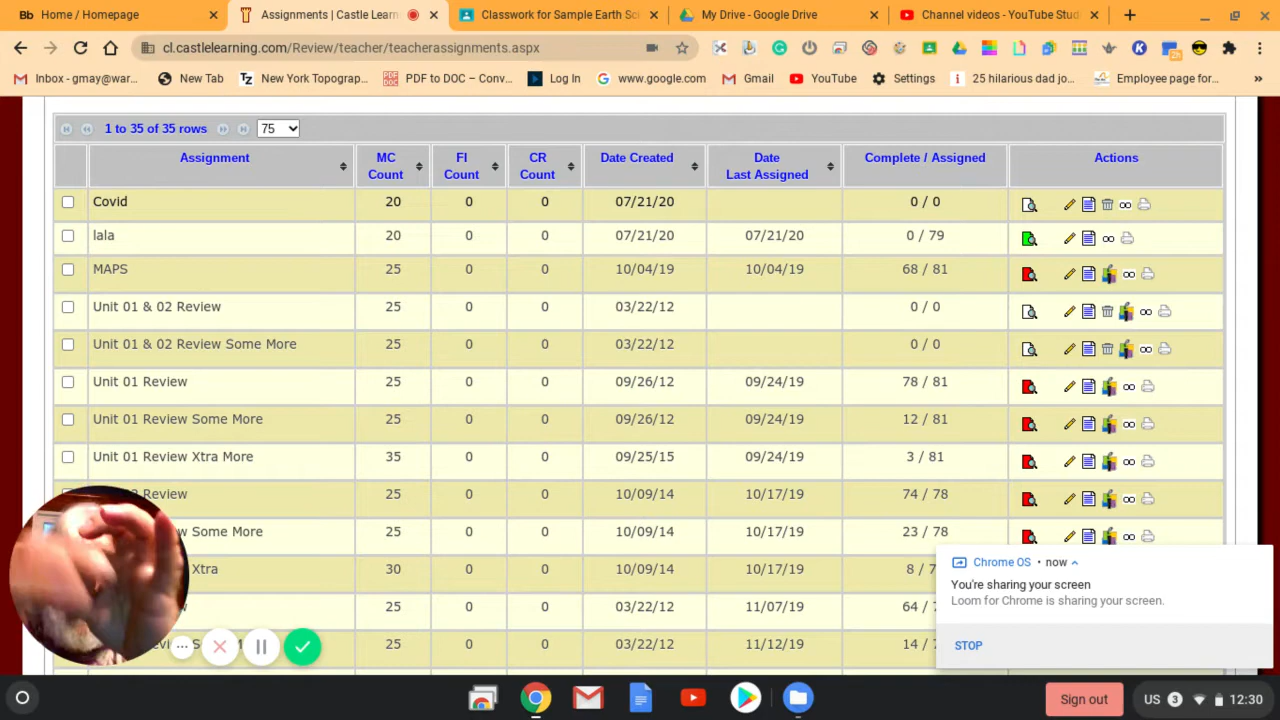 Bb Home / Homepage
Assignments | Castle Learn
Classwork for Sample Earth Sc
My Drive - Google Drive
Channel videos - YouTube Stud
cl.castlelearning.com/Review/teacher/teacherassignments.aspx
Inbox - gmay@war...
New Tab
TZ New York Topograp...
PDF to DOC – Conv...
Log In
www.google.com
Gmail
YouTube
Settings
25 hilarious dad jo...
Employee page for...
»
1 to 35 of 35 rows 75
Assignment MC Count FI Count CR Count Date Created Date Last Assigned Complete / Assigned Actions
Covid 20 0 0 07/21/20 0 / 0
lala 20 0 0 07/21/20 07/21/20 0 / 79
MAPS 25 0 0 10/04/19 10/04/19 68 / 81
Unit 01 & 02 Review 25 0 0 03/22/12 0 / 0
Unit 01 & 02 Review Some More 25 0 0 03/22/12 0 / 0
Unit 01 Review 25 0 0 09/26/12 09/24/19 78 / 81
Unit 01 Review Some More 25 0 0 09/26/12 09/24/19 12 / 81
Unit 01 Review Xtra More 35 0 0 09/25/15 09/24/19 3 / 81
Review 25 0 0 10/09/14 10/17/19 74 / 78
w Some More 25 0 0 10/09/14 10/17/19 23 / 78
Xtra 30 0 0 10/09/14 10/17/19 8 / 7
25 0 0 03/22/12 11/07/19 64 /
25 0 0 03/22/12 11/12/19 14 /
Chrome OS • now
You're sharing your screen
Loom for Chrome is sharing your screen.
STOP
Sign out
US 3 12:30